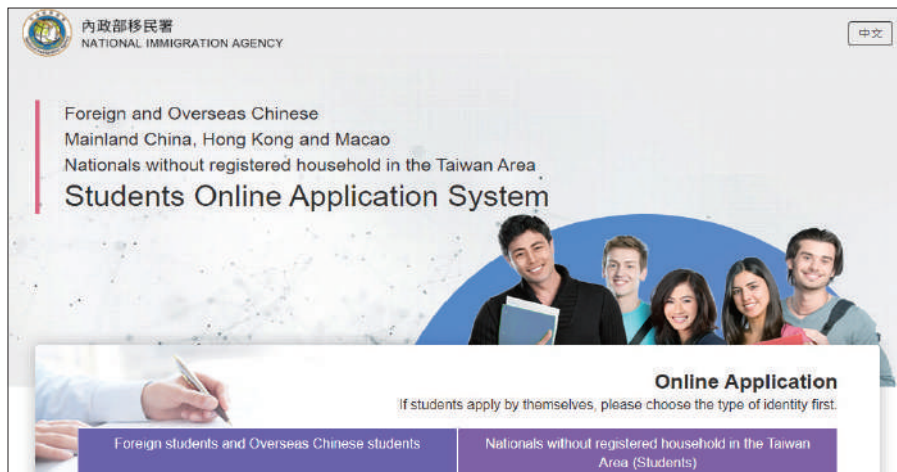 內政部移民署
NATIONAL IMMIGRATION AGENCY
中文
Foreign and Overseas Chinese
Mainland China, Hong Kong and Macao
Nationals without registered household in the Taiwan Area
Students Online Application System
Online Application
If students apply by themselves, please choose the type of identity first.
Foreign students and Overseas Chinese students
Nationals without registered household in the Taiwan
Area (Students)